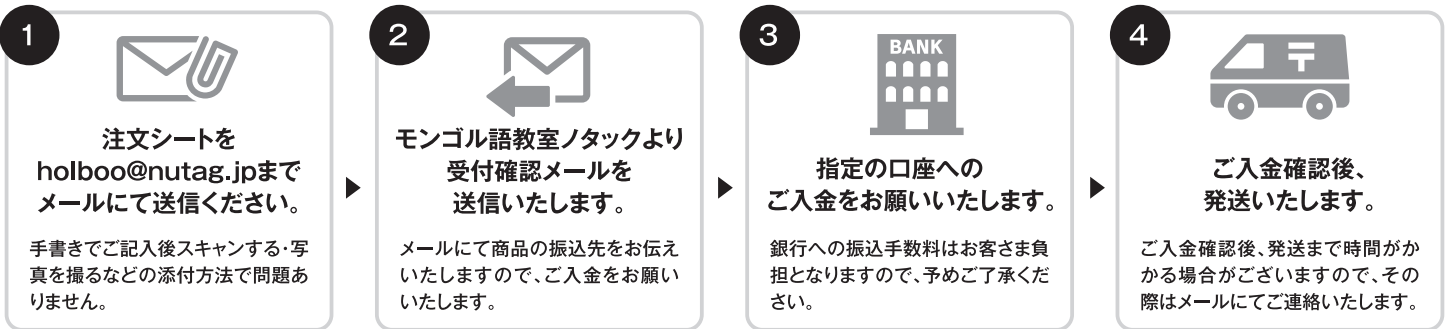 1
注文シートを
holboo@nutag.jpまで
メールにて送信ください。
手書きでご記入後スキャンする・写
真を撮るなどの添付方法で問題あ
りません。
2
モンゴル語教室ノタックより
受付確認メールを
送信いたします。
メールにて商品の振込先をお伝え
いたしますので、ご入金をお願い
いたします。
3
BANK
指定の口座への
ご入金をお願いいたします。
銀行への振込手数料はお客さま負
担となりますので、予めご了承くだ
さい。
4
〒
ご入金確認後、
発送いたします。
ご入金確認後、発送まで時間がか
かる場合がございますので、その
際はメールにてご連絡いたします。